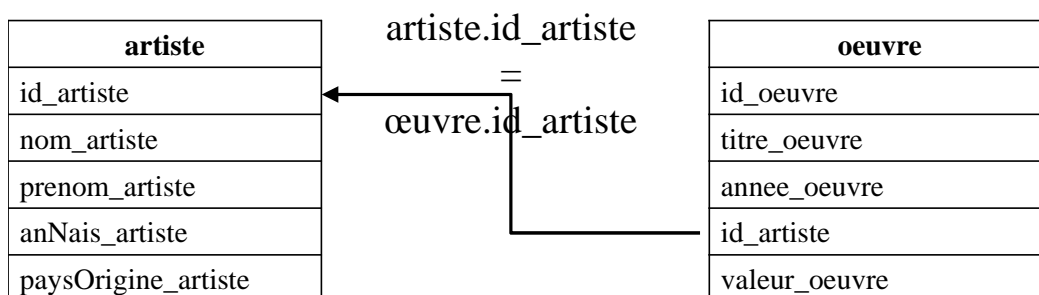 artiste
id_artiste
nom_artiste
prenom_artiste
anNais_artiste
paysOrigine_artiste
artiste.id_artiste
=
œuvre.id_artiste
oeuvre
id_oeuvre
titre_oeuvre
annee_oeuvre
id_artiste
valeur_oeuvre